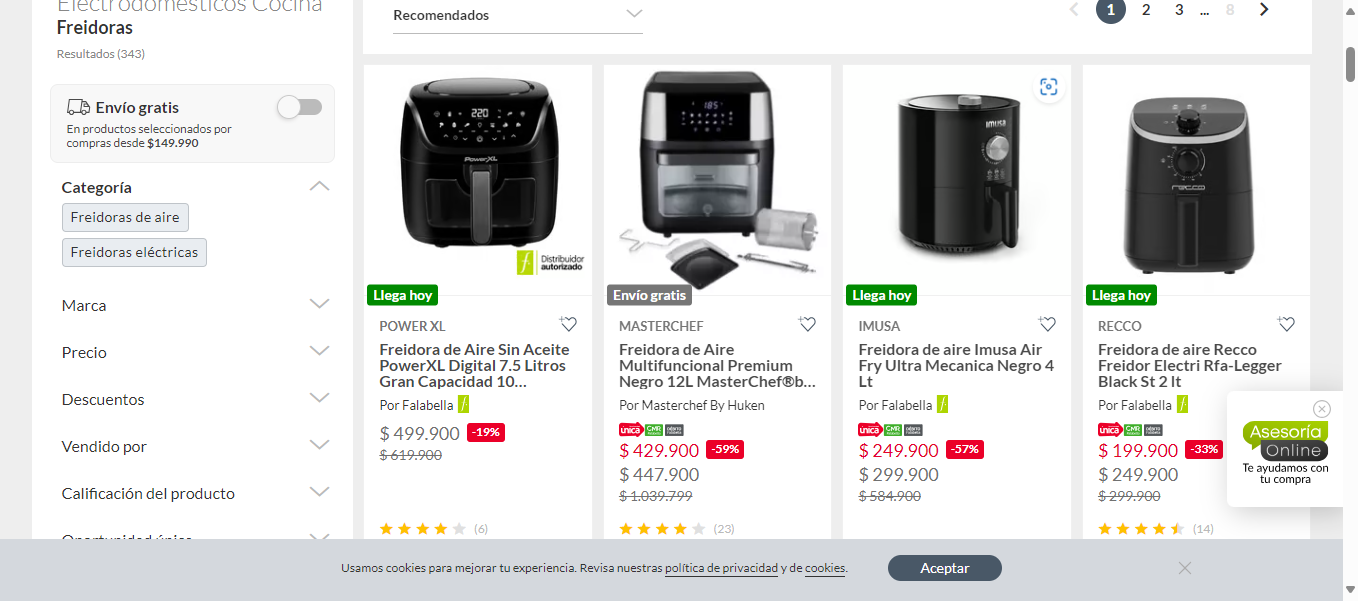 Electrodomésticos Cocina
Freidoras
Resultados (343)
Envío gratis
En productos seleccionados por
compras desde $149.990
Categoría
Freidoras de aire
Freidoras eléctricas
Marca
Precio
Descuentos
Vendido por
Calificación del producto
Oportunidad única
Recomendados
1 2 3 ... 8
220
PowerXL
Distribuidor
autorizado
Llega hoy
POWER XL
Freidora de Aire Sin Aceite
PowerXL Digital 7.5 Litros
Gran Capacidad 10...
Por Falabella
$ 499.900 -19%
$ 619.900
(6)
185
Envío gratis
MASTERCHEF
Freidora de Aire
Multifuncional Premium
Negro 12L MasterChef®b...
Por Masterchef By Huken
única CMR
$ 429.900 -59%
$ 447.900
$ 1.039.799
(23)
IMUSA
Llega hoy
IMUSA
Freidora de aire Imusa Air
Fry Ultra Mecanica Negro 4
Lt
Por Falabella
única CMR
$ 249.900 -57%
$ 299.900
$ 584.900
recco
Llega hoy
RECCO
Freidora de aire Recco
Freidor Electri Rfa-Legger
Black St 2 lt
Por Falabella
única CMR
$ 199.900 -33%
$ 249.900
$ 299.900
(14)
Asesoría
Online
Te ayudamos con
tu compra
Usamos cookies para mejorar tu experiencia. Revisa nuestras política de privacidad y de cookies.
Aceptar